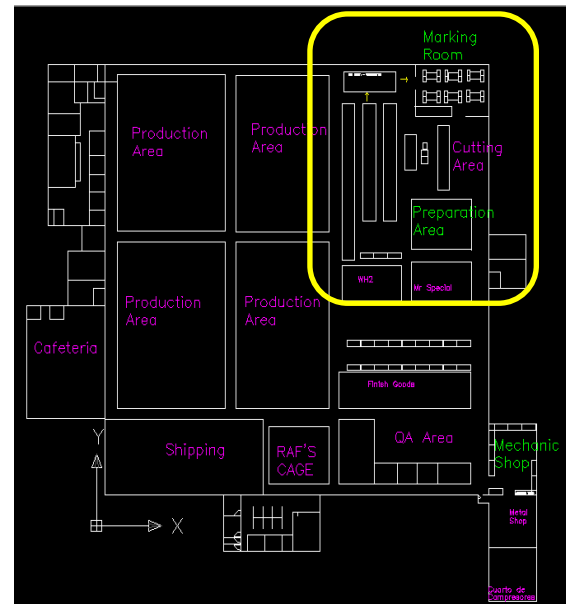 Marking
Room
Production
Area
Production
Area
Cutting
Area
Preparation
Area
WH2
Mr Special
Production
Area
Production
Area
Cafeteria
Finish Goods
Shipping
RAF'S
CAGE
QA Area
Mechanic
Shop
Metal
Shop
Cuarto de
Compresores
Y
X